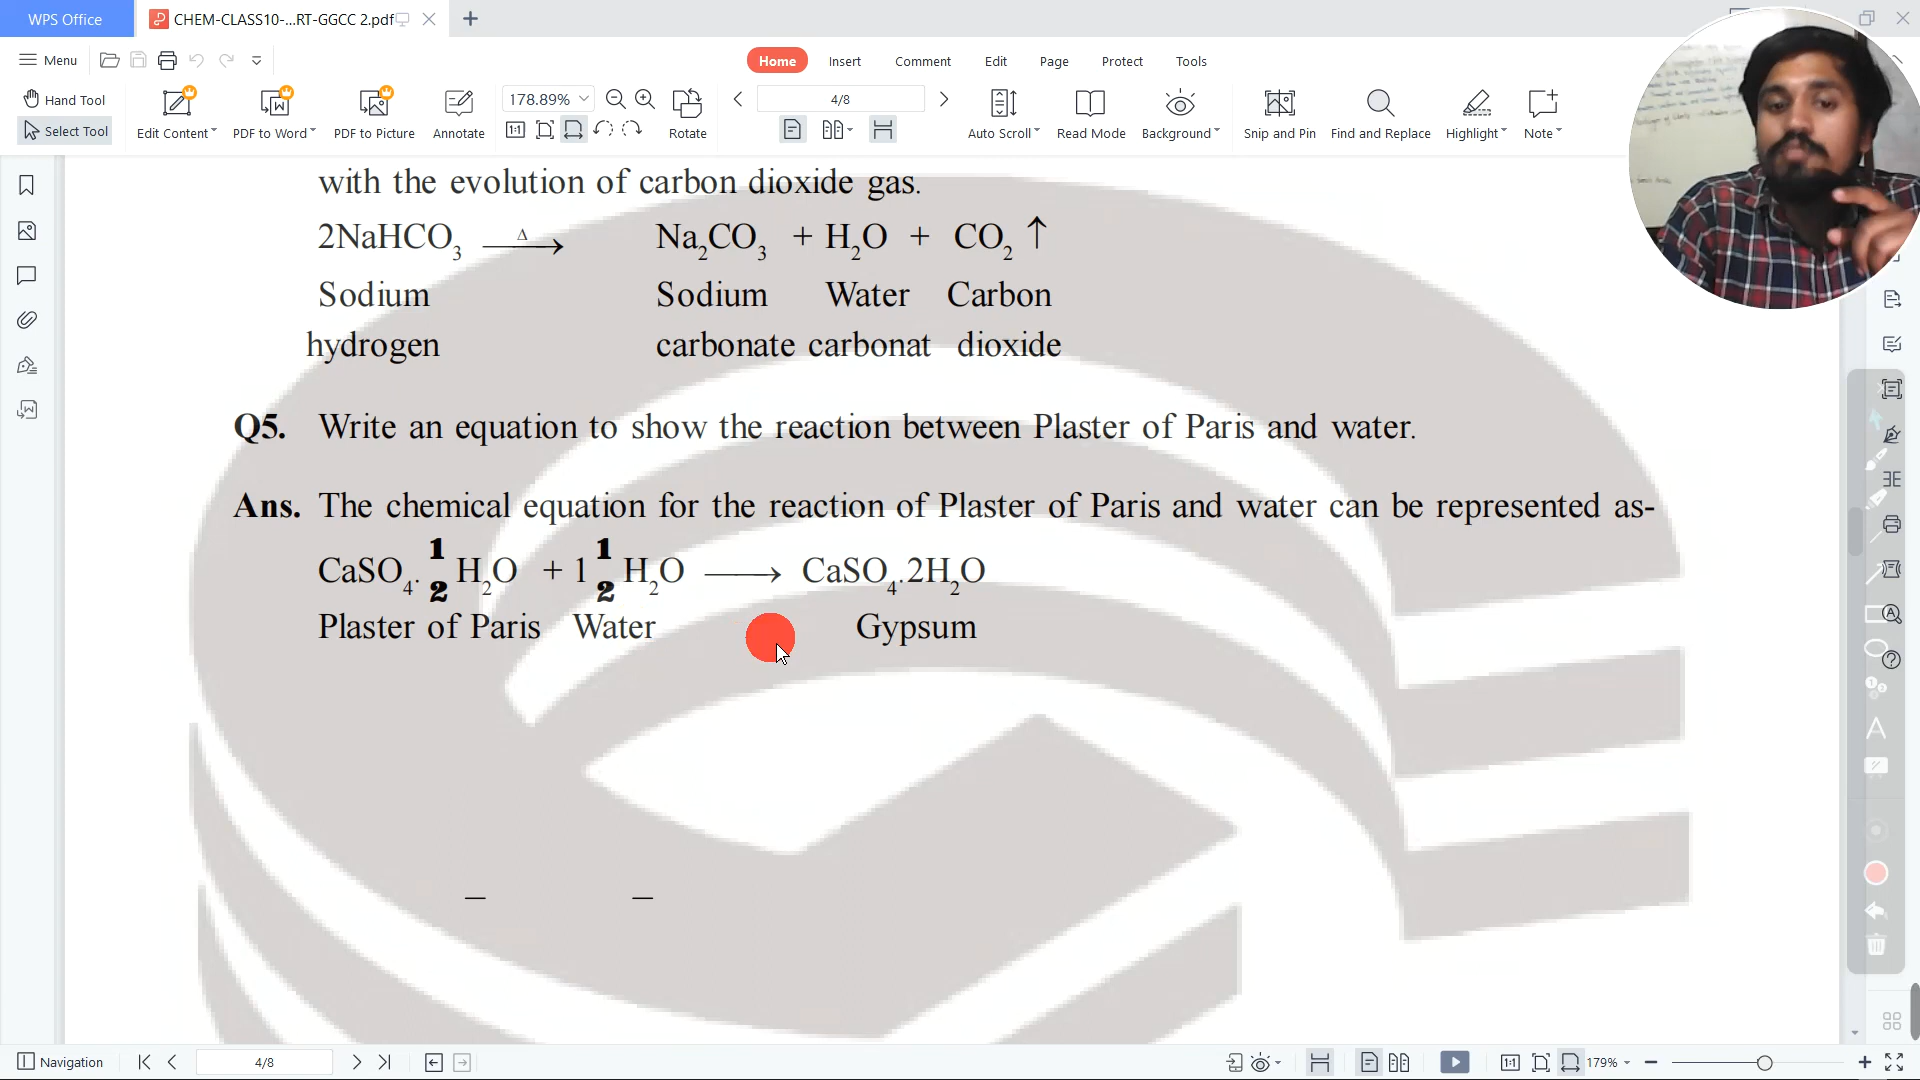 WPS Office
CHEM-CLASS10-...RT-GGCC 2.pdf
Menu
Home Insert Comment Edit Page Protect Tools
Hand Tool
Select Tool
Edit Content
PDF to Word
PDF to Picture
Annotate
178.89%
Rotate
4/8
Auto Scroll
Read Mode
Background
Snip and Pin
Find and Replace
Highlight
Note
with the evolution of carbon dioxide gas.
2NaHCO₃ —Δ→ Na₂CO₃ + H₂O + CO₂ ↑
Sodium Sodium Water Carbon
hydrogen carbonate carbonat dioxide
Q5. Write an equation to show the reaction between Plaster of Paris and water.
Ans. The chemical equation for the reaction of Plaster of Paris and water can be represented as-
CaSO₄. 1/2 H₂O + 1 1/2 H₂O ⟶ CaSO₄.2H₂O
Plaster of Paris Water Gypsum
Navigation
4/8
179%